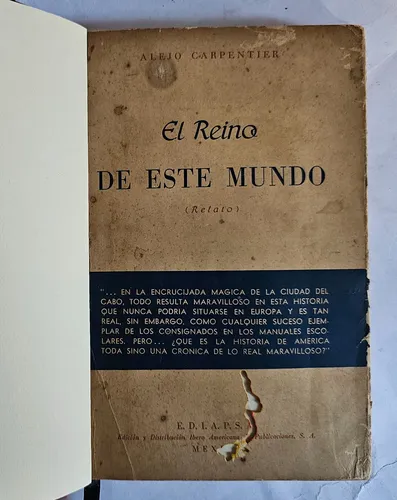 ALEJO CARPENTIER
El Reino
DE ESTE MUNDO
(Relato)
"... EN LA ENCRUCIJADA MAGICA DE LA CIUDAD DEL
CABO, TODO RESULTA MARAVILLOSO EN ESTA HISTORIA
QUE NUNCA PODRIA SITUARSE EN EUROPA Y ES TAN
REAL, SIN EMBARGO, COMO CUALQUIER SUCESO EJEM-
PLAR DE LOS CONSIGNADOS EN LOS MANUALES ESCO-
LARES. PERO... ¿QUE ES LA HISTORIA DE AMERICA
TODA SINO UNA CRONICA DE LO REAL MARAVILLOSO?"
E. D. I. A. P. S.
Edición y Distribución Ibero Americana Publicaciones, S. A.